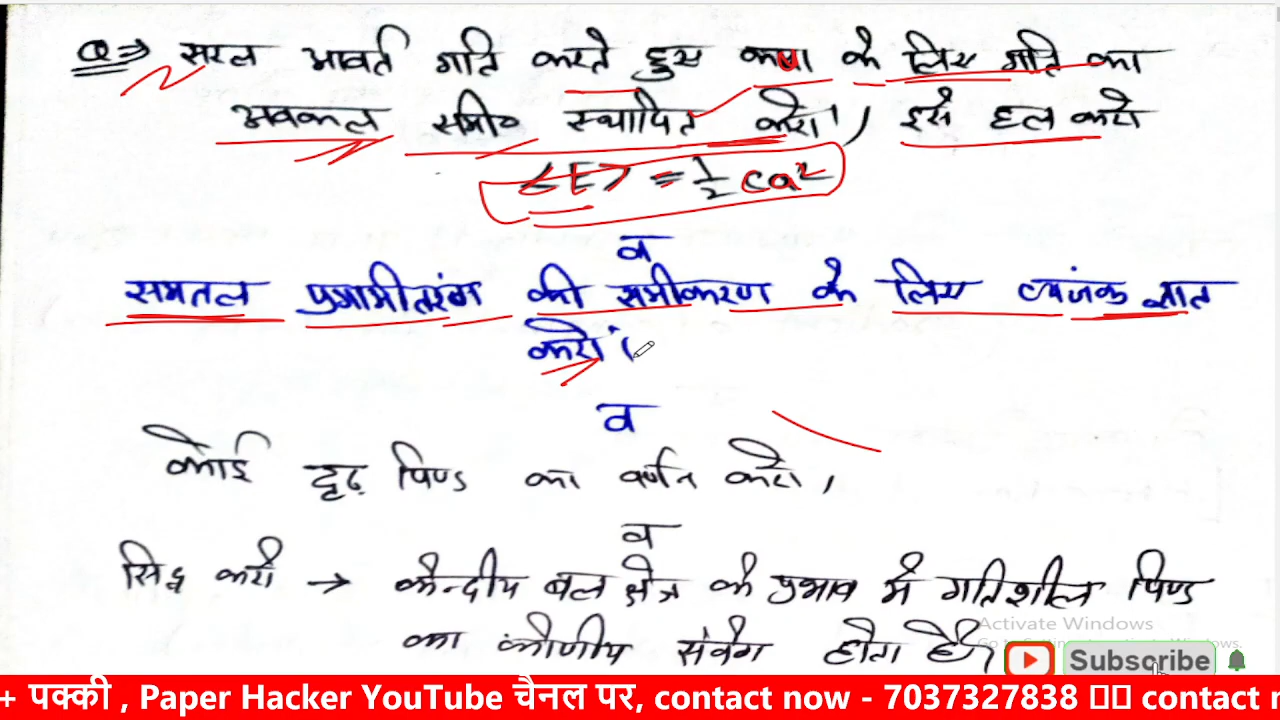 Q⇒ सरल आवर्त गति करते हुए कण के लिए गति का
अवकल समी० स्थापित करो। इसे हल करो
<E> = 1/2 Ca²
व
समतल प्रगामी तरंग की समीकरण के लिए व्यंजक ज्ञात
करो।
व
कोई दृढ़ पिण्ड का वर्णन करो,
व
सिद्ध करो → केन्द्रीय बल क्षेत्र के प्रभाव में गतिशील पिण्ड
का कोणीय संवेग होता है,
Activate Windows
Subscribe
+ पक्की , Paper Hacker YouTube चैनल पर, contact now - 7037327838 contact n